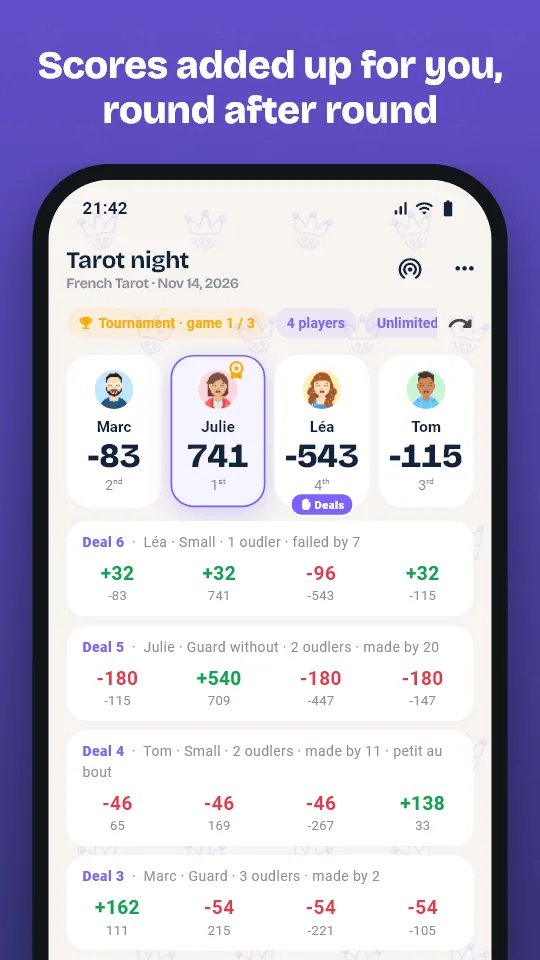 Scores added up for you,
round after round
21:42
Tarot night
French Tarot · Nov 14, 2026
Tournament · game 1 / 3
4 players
Unlimited
Marc
Julie
Léa
Tom
-83
741
-543
-115
2nd
1st
4th
3rd
Deals
Deal 6 · Léa · Small · 1 oudler · failed by 7
+32
+32
-96
+32
-83
741
-543
-115
Deal 5 · Julie · Guard without · 2 oudlers · made by 20
-180
+540
-180
-180
-115
709
-447
-147
Deal 4 · Tom · Small · 2 oudlers · made by 11 · petit au
bout
-46
-46
-46
+138
65
169
-267
33
Deal 3 · Marc · Guard · 3 oudlers · made by 2
+162
-54
-54
-54
111
215
-221
-105